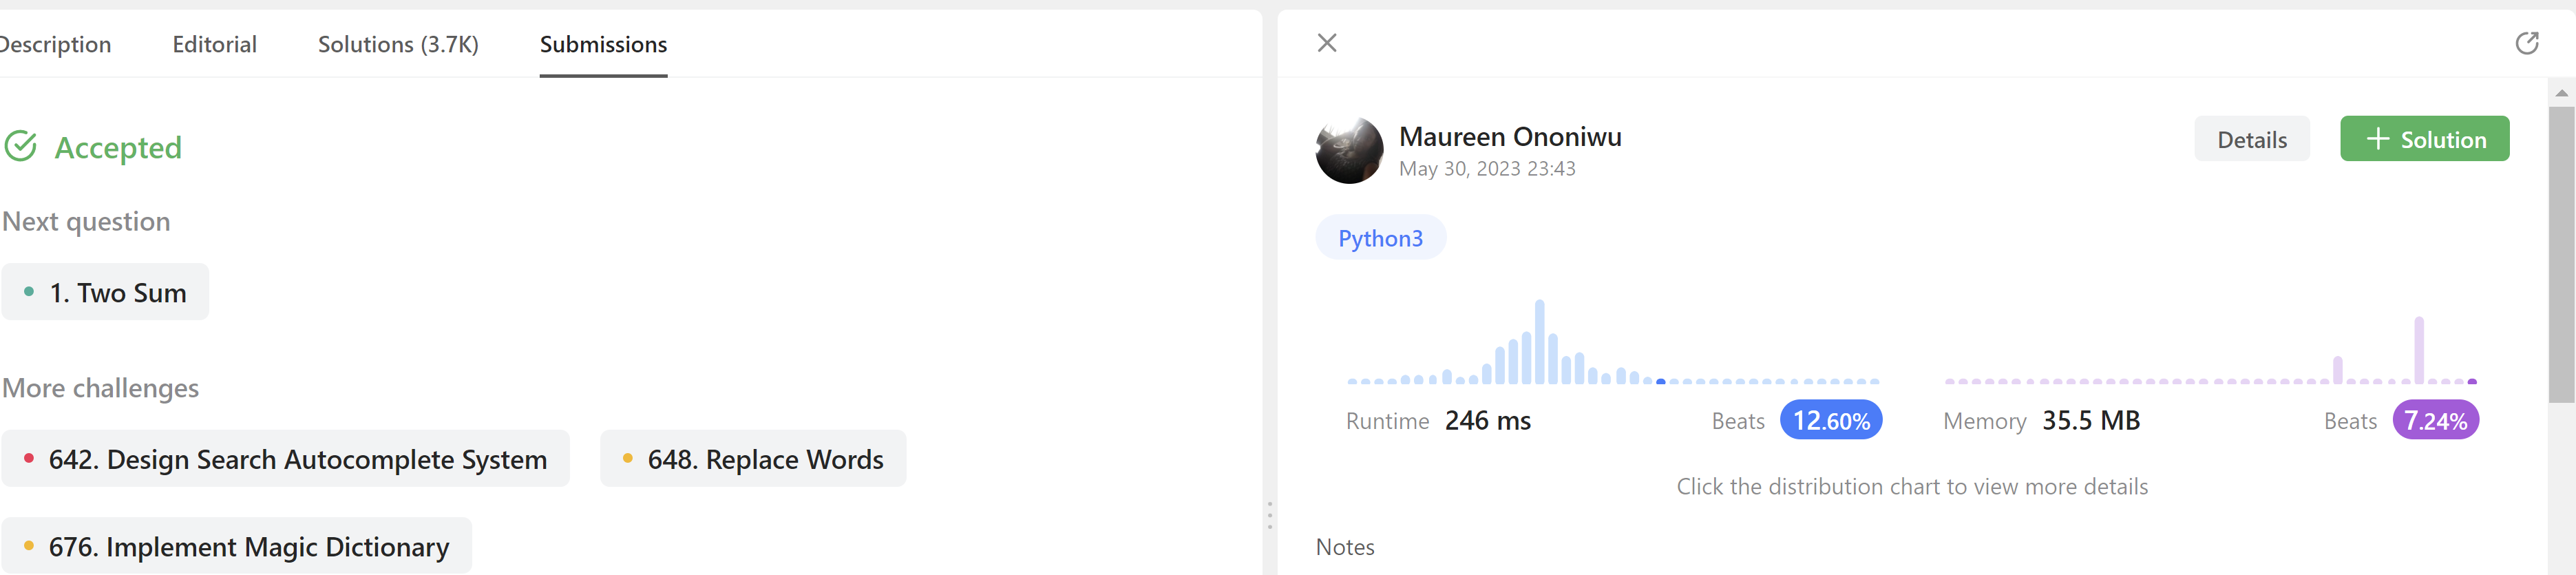 Description Editorial Solutions (3.7K) Submissions
Accepted
Next question
1. Two Sum
More challenges
642. Design Search Autocomplete System 648. Replace Words
676. Implement Magic Dictionary
Maureen Ononiwu
May 30, 2023 23:43
Details + Solution
Python3
Runtime 246 ms Beats 12.60% Memory 35.5 MB Beats 7.24%
Click the distribution chart to view more details
Notes